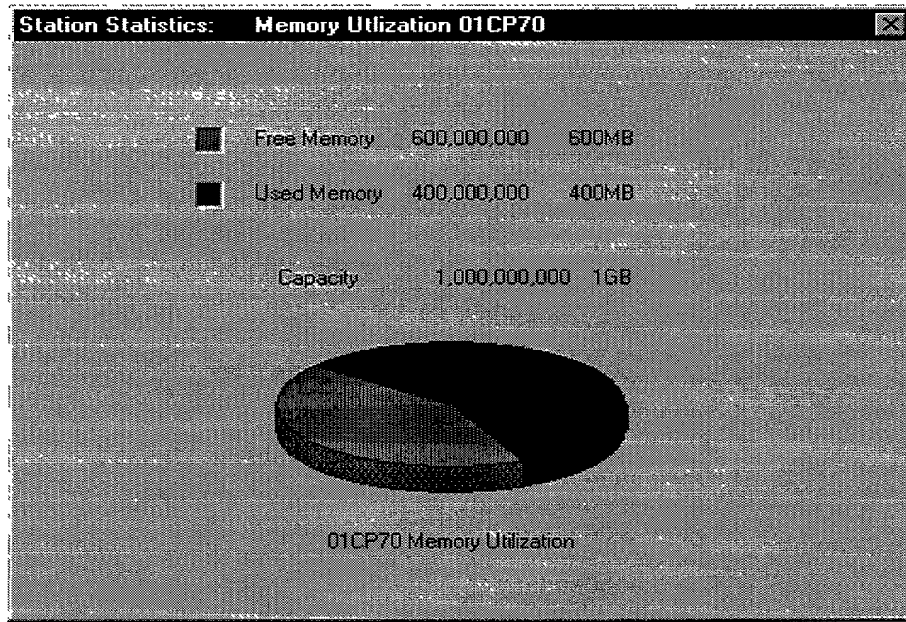 Station Statistics: Memory Utlization 01CP70
Free Memory 600,000,000 600MB
Used Memory 400,000,000 400MB
Capacity 1,000,000,000 1GB
01CP70 Memory Utilization